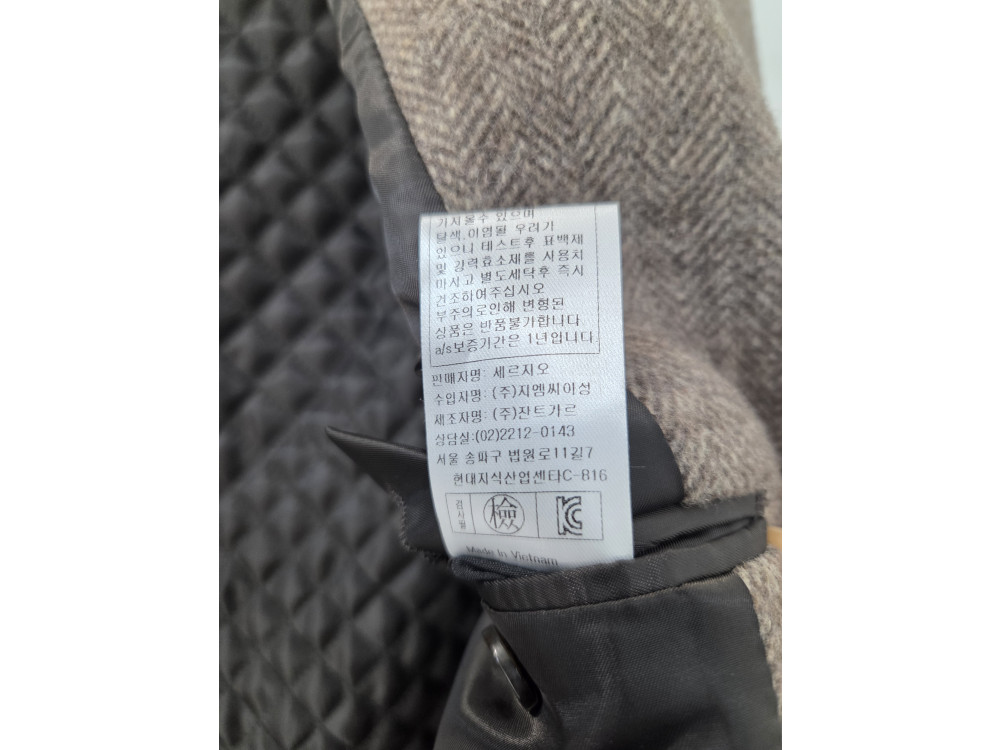 가지올수 있으며
탈색,이염될 우려가
있으니 테스트후 표백제
및 강력효소제를 사용치
마시고 별도세탁후 즉시
건조하여주십시오
부주의로인해 변형된
상품은 반품불가합니다
a/s보증기간은 1년입니다
판매자명: 세르지오
수입자명: (주)지엠씨아성
제조자명: (주)잔트가르
상담실:(02)2212-0143
서울 송파구 법원로11길7
현대지식산업센타C-816
검사필 檢 KC
Made in Vietnam